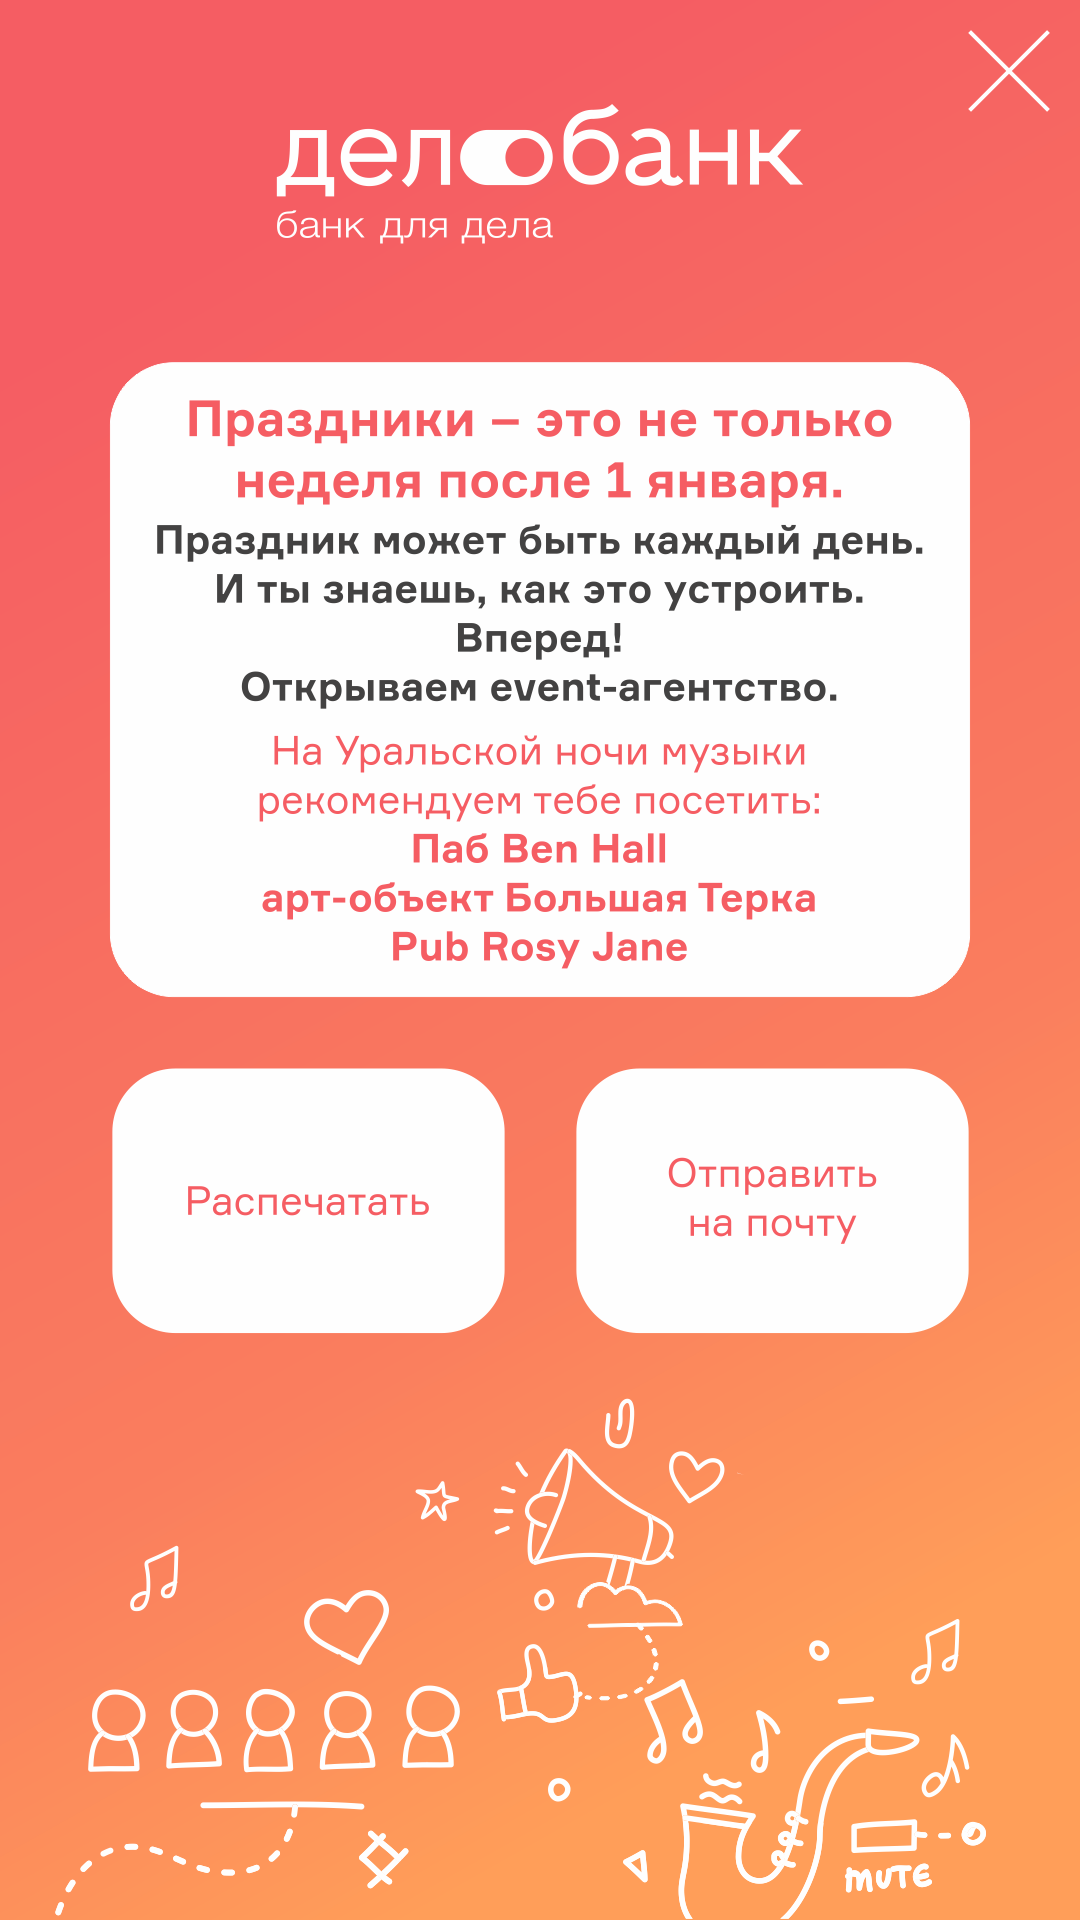 делобанк
банк для дела
Праздники – это не только
неделя после 1 января.
Праздник может быть каждый день.
И ты знаешь, как это устроить.
Вперед!
Открываем event-агентство.
На Уральской ночи музыки
рекомендуем тебе посетить:
Паб Ben Hall
арт-объект Большая Терка
Pub Rosy Jane
Распечатать
Отправить
на почту
MUTE